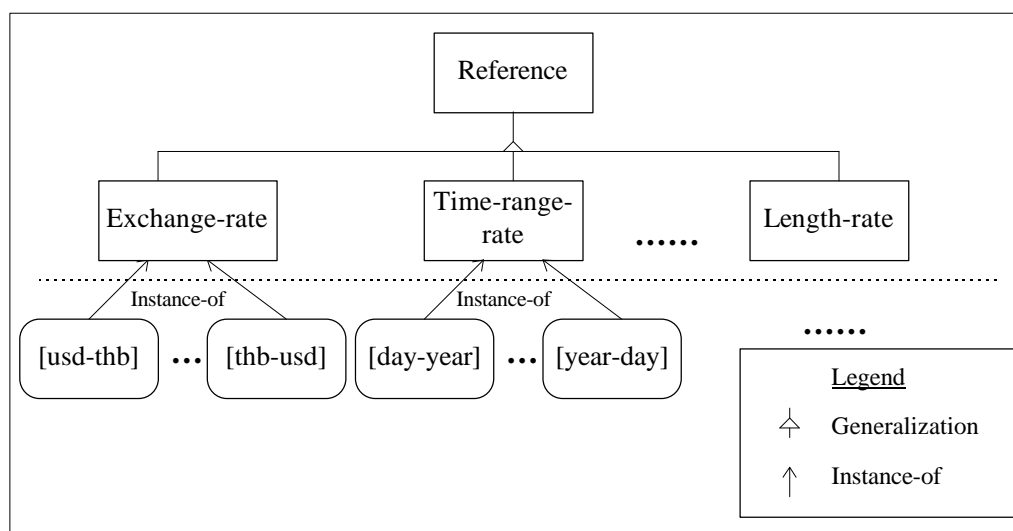 Reference
Exchange-rate
Time-range-
rate
......
Length-rate
Instance-of
Instance-of
[usd-thb]
...
[thb-usd]
[day-year]
...
[year-day]
......
Legend
Generalization
Instance-of